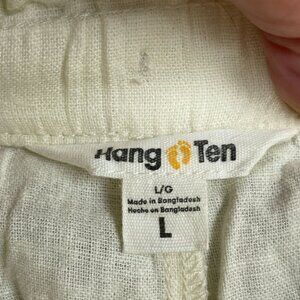 Hang Ten
L/G
Made in Bangladesh
Hecho en Bangladesh
L